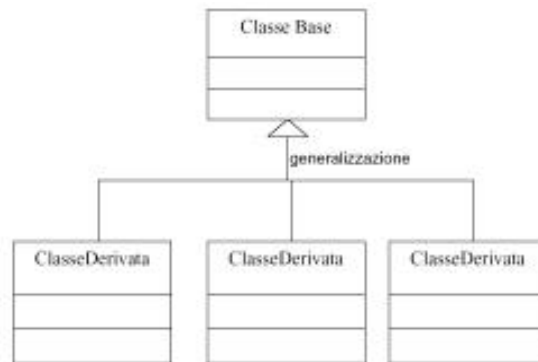 Classe Base
generalizzazione
ClasseDerivata
ClasseDerivata
ClasseDerivata